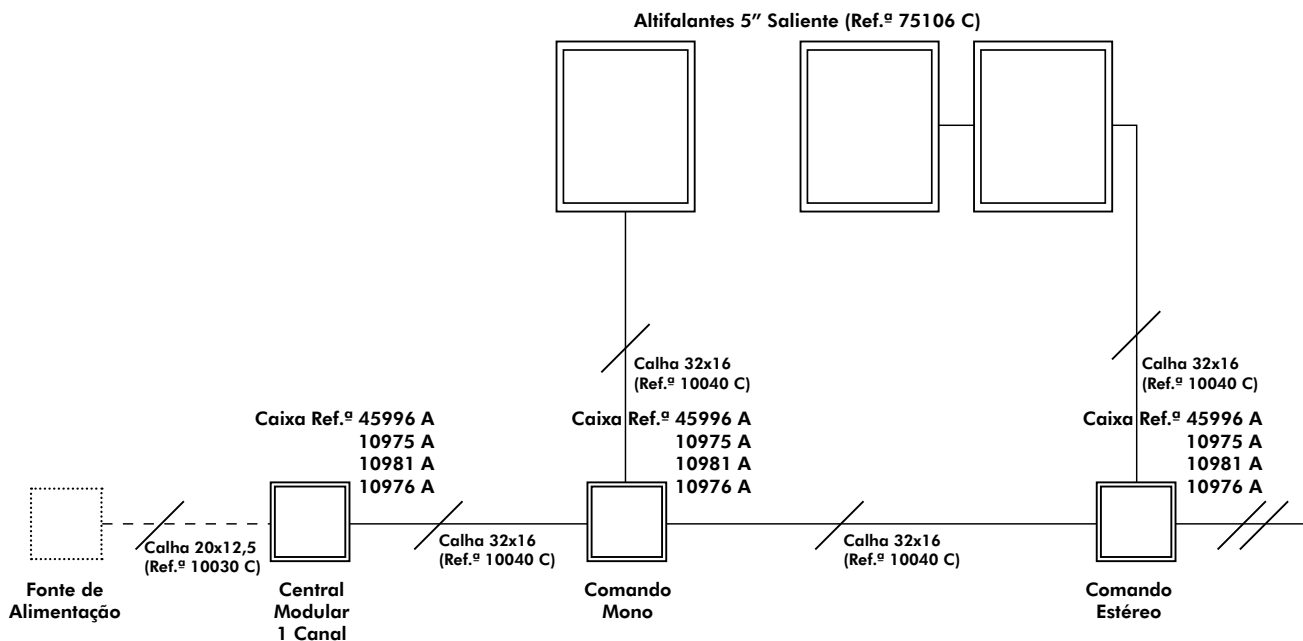 Altifalantes 5” Saliente (Ref.ª 75106 C)
Calha 32x16
(Ref.ª 10040 C)
Calha 32x16
(Ref.ª 10040 C)
Caixa Ref.ª 45996 A
10975 A
10981 A
10976 A
Caixa Ref.ª 45996 A
10975 A
10981 A
10976 A
Caixa Ref.ª 45996 A
10975 A
10981 A
10976 A
Calha 20x12,5
(Ref.ª 10030 C)
Calha 32x16
(Ref.ª 10040 C)
Calha 32x16
(Ref.ª 10040 C)
Fonte de
Alimentação
Central
Modular
1 Canal
Comando
Mono
Comando
Estéreo